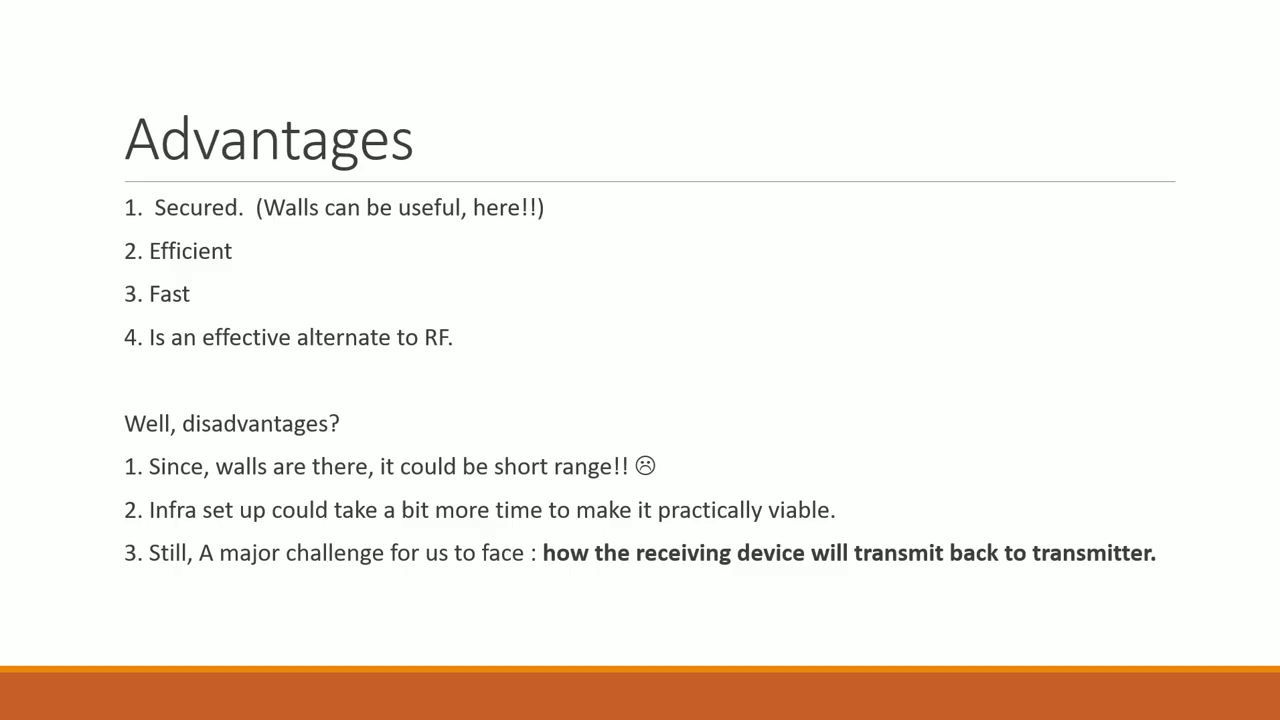 Advantages
1.  Secured.  (Walls can be useful, here!!)
2. Efficient
3. Fast
4. Is an effective alternate to RF.
Well, disadvantages?
1. Since, walls are there, it could be short range!! ☹
2. Infra set up could take a bit more time to make it practically viable.
3. Still, A major challenge for us to face : how the receiving device will transmit back to transmitter.